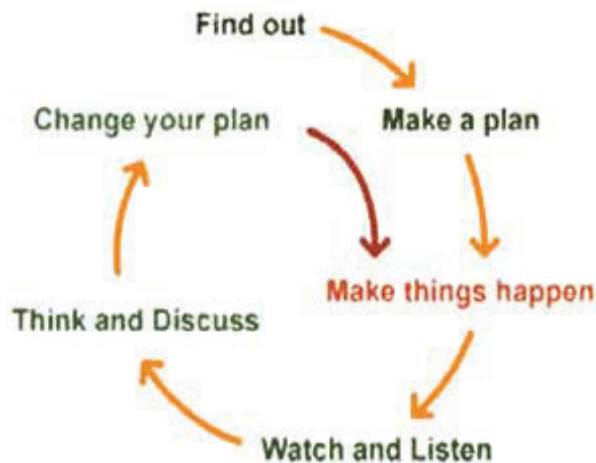 Find out
Change your plan
Make a plan
Make things happen
Think and Discuss
Watch and Listen